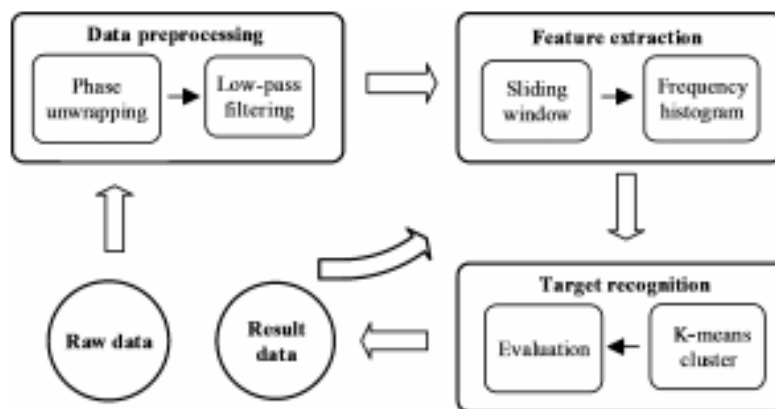 Data preprocessing
Phase
unwrapping
Low-pass
filtering
Feature extraction
Sliding
window
Frequency
histogram
Raw data
Result
data
Target recognition
Evaluation
K-means
cluster